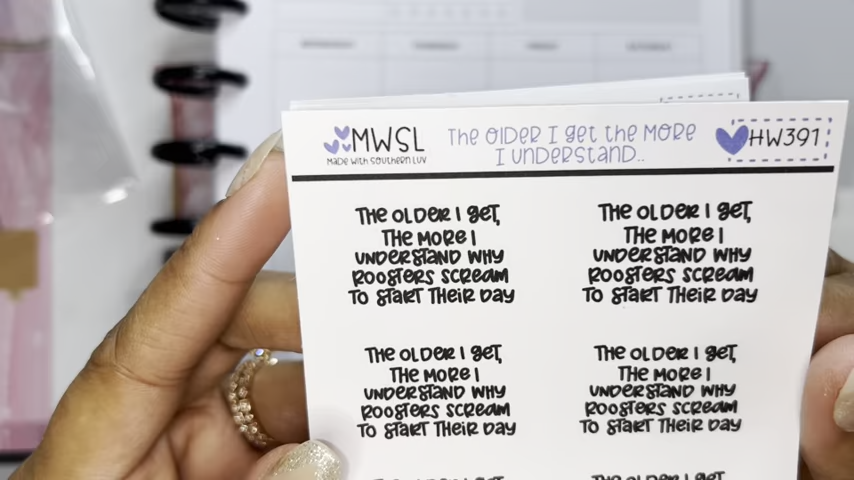 MWSL
Made with Southern Luv
The Older I get the More
I understand..
HW391
The older I get,
the more I
understand why
roosters scream
to start their day
The older I get,
the more I
understand why
roosters scream
to start their day
The older I get,
the more I
understand why
roosters scream
to start their day
The older I get,
the more I
understand why
roosters scream
to start their day